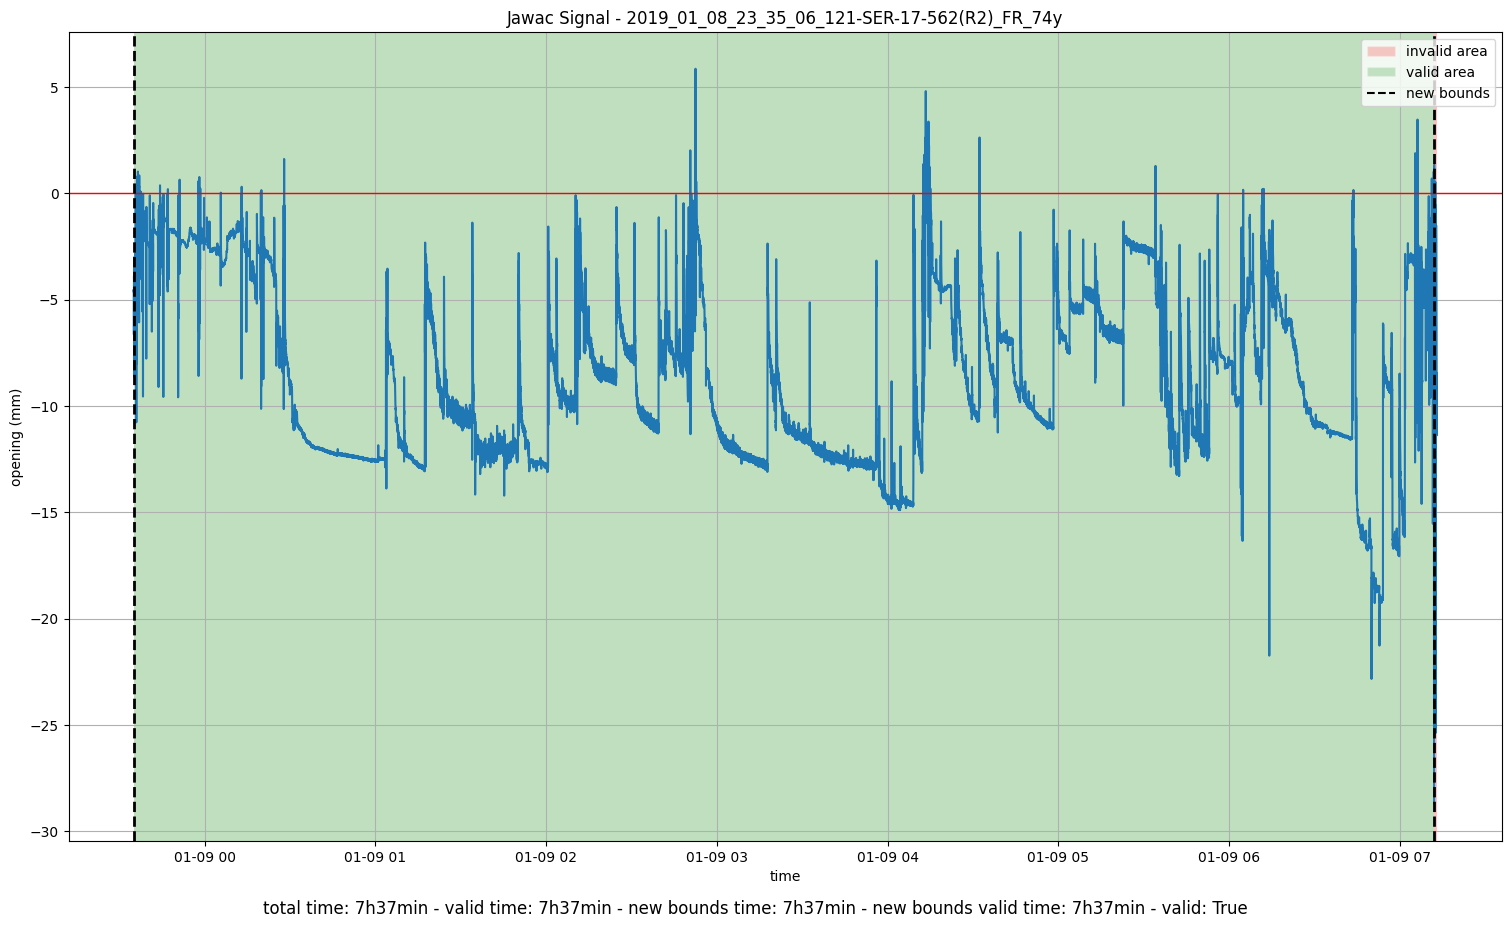 Jawac Signal - 2019_01_08_23_35_06_121-SER-17-562(R2)_FR_74y
invalid area
valid area
new bounds
opening (mm)
5
0
−5
−10
−15
−20
−25
−30
01-09 00
01-09 01
01-09 02
01-09 03
01-09 04
01-09 05
01-09 06
01-09 07
time
total time: 7h37min - valid time: 7h37min - new bounds time: 7h37min - new bounds valid time: 7h37min - valid: True